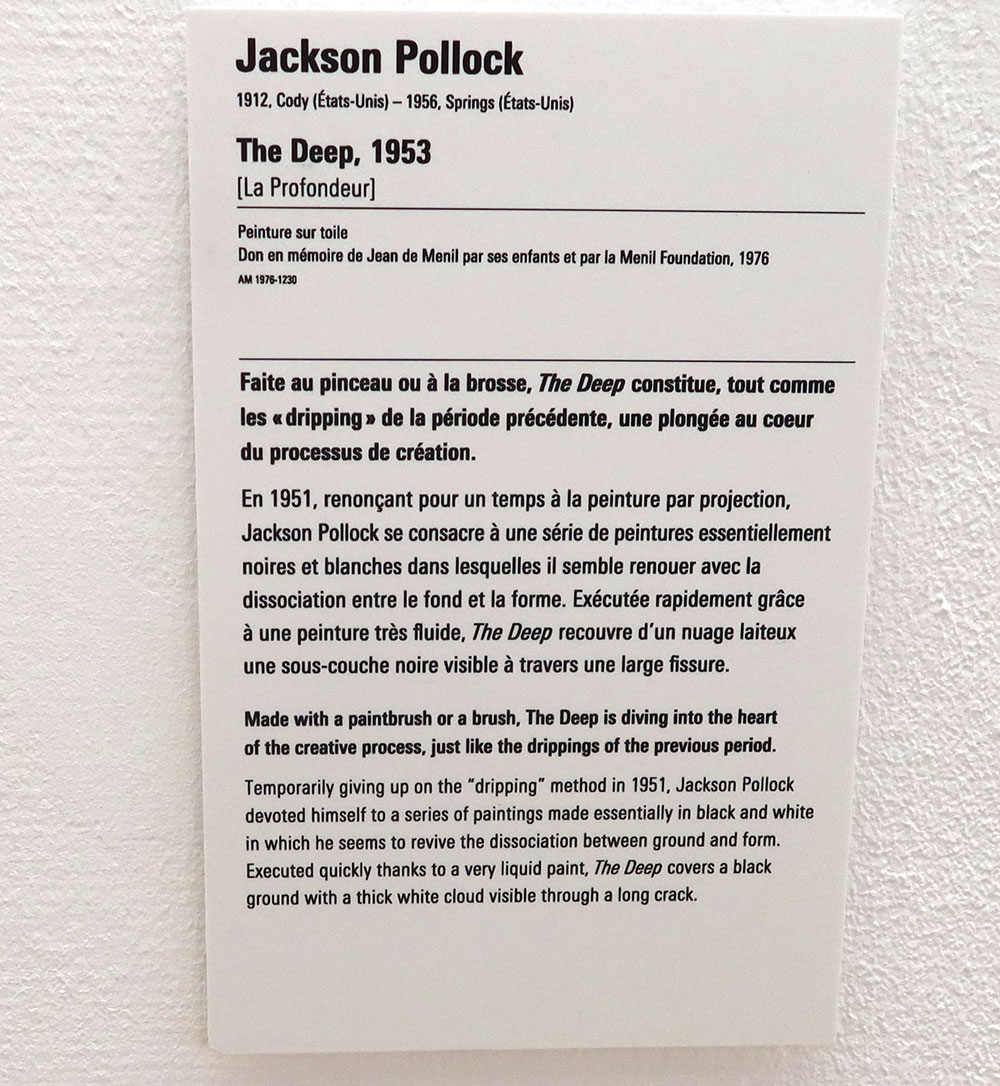 Jackson Pollock
1912, Cody (États-Unis) – 1956, Springs (États-Unis)
The Deep, 1953
[La Profondeur]
Peinture sur toile
Don en mémoire de Jean de Menil par ses enfants et par la Menil Foundation, 1976
AM 1976-1230
Faite au pinceau ou à la brosse, The Deep constitue, tout comme
les « dripping » de la période précédente, une plongée au coeur
du processus de création.
En 1951, renonçant pour un temps à la peinture par projection,
Jackson Pollock se consacre à une série de peintures essentiellement
noires et blanches dans lesquelles il semble renouer avec la
dissociation entre le fond et la forme. Exécutée rapidement grâce
à une peinture très fluide, The Deep recouvre d'un nuage laiteux
une sous-couche noire visible à travers une large fissure.
Made with a paintbrush or a brush, The Deep is diving into the heart
of the creative process, just like the drippings of the previous period.
Temporarily giving up on the “dripping” method in 1951, Jackson Pollock
devoted himself to a series of paintings made essentially in black and white
in which he seems to revive the dissociation between ground and form.
Executed quickly thanks to a very liquid paint, The Deep covers a black
ground with a thick white cloud visible through a long crack.